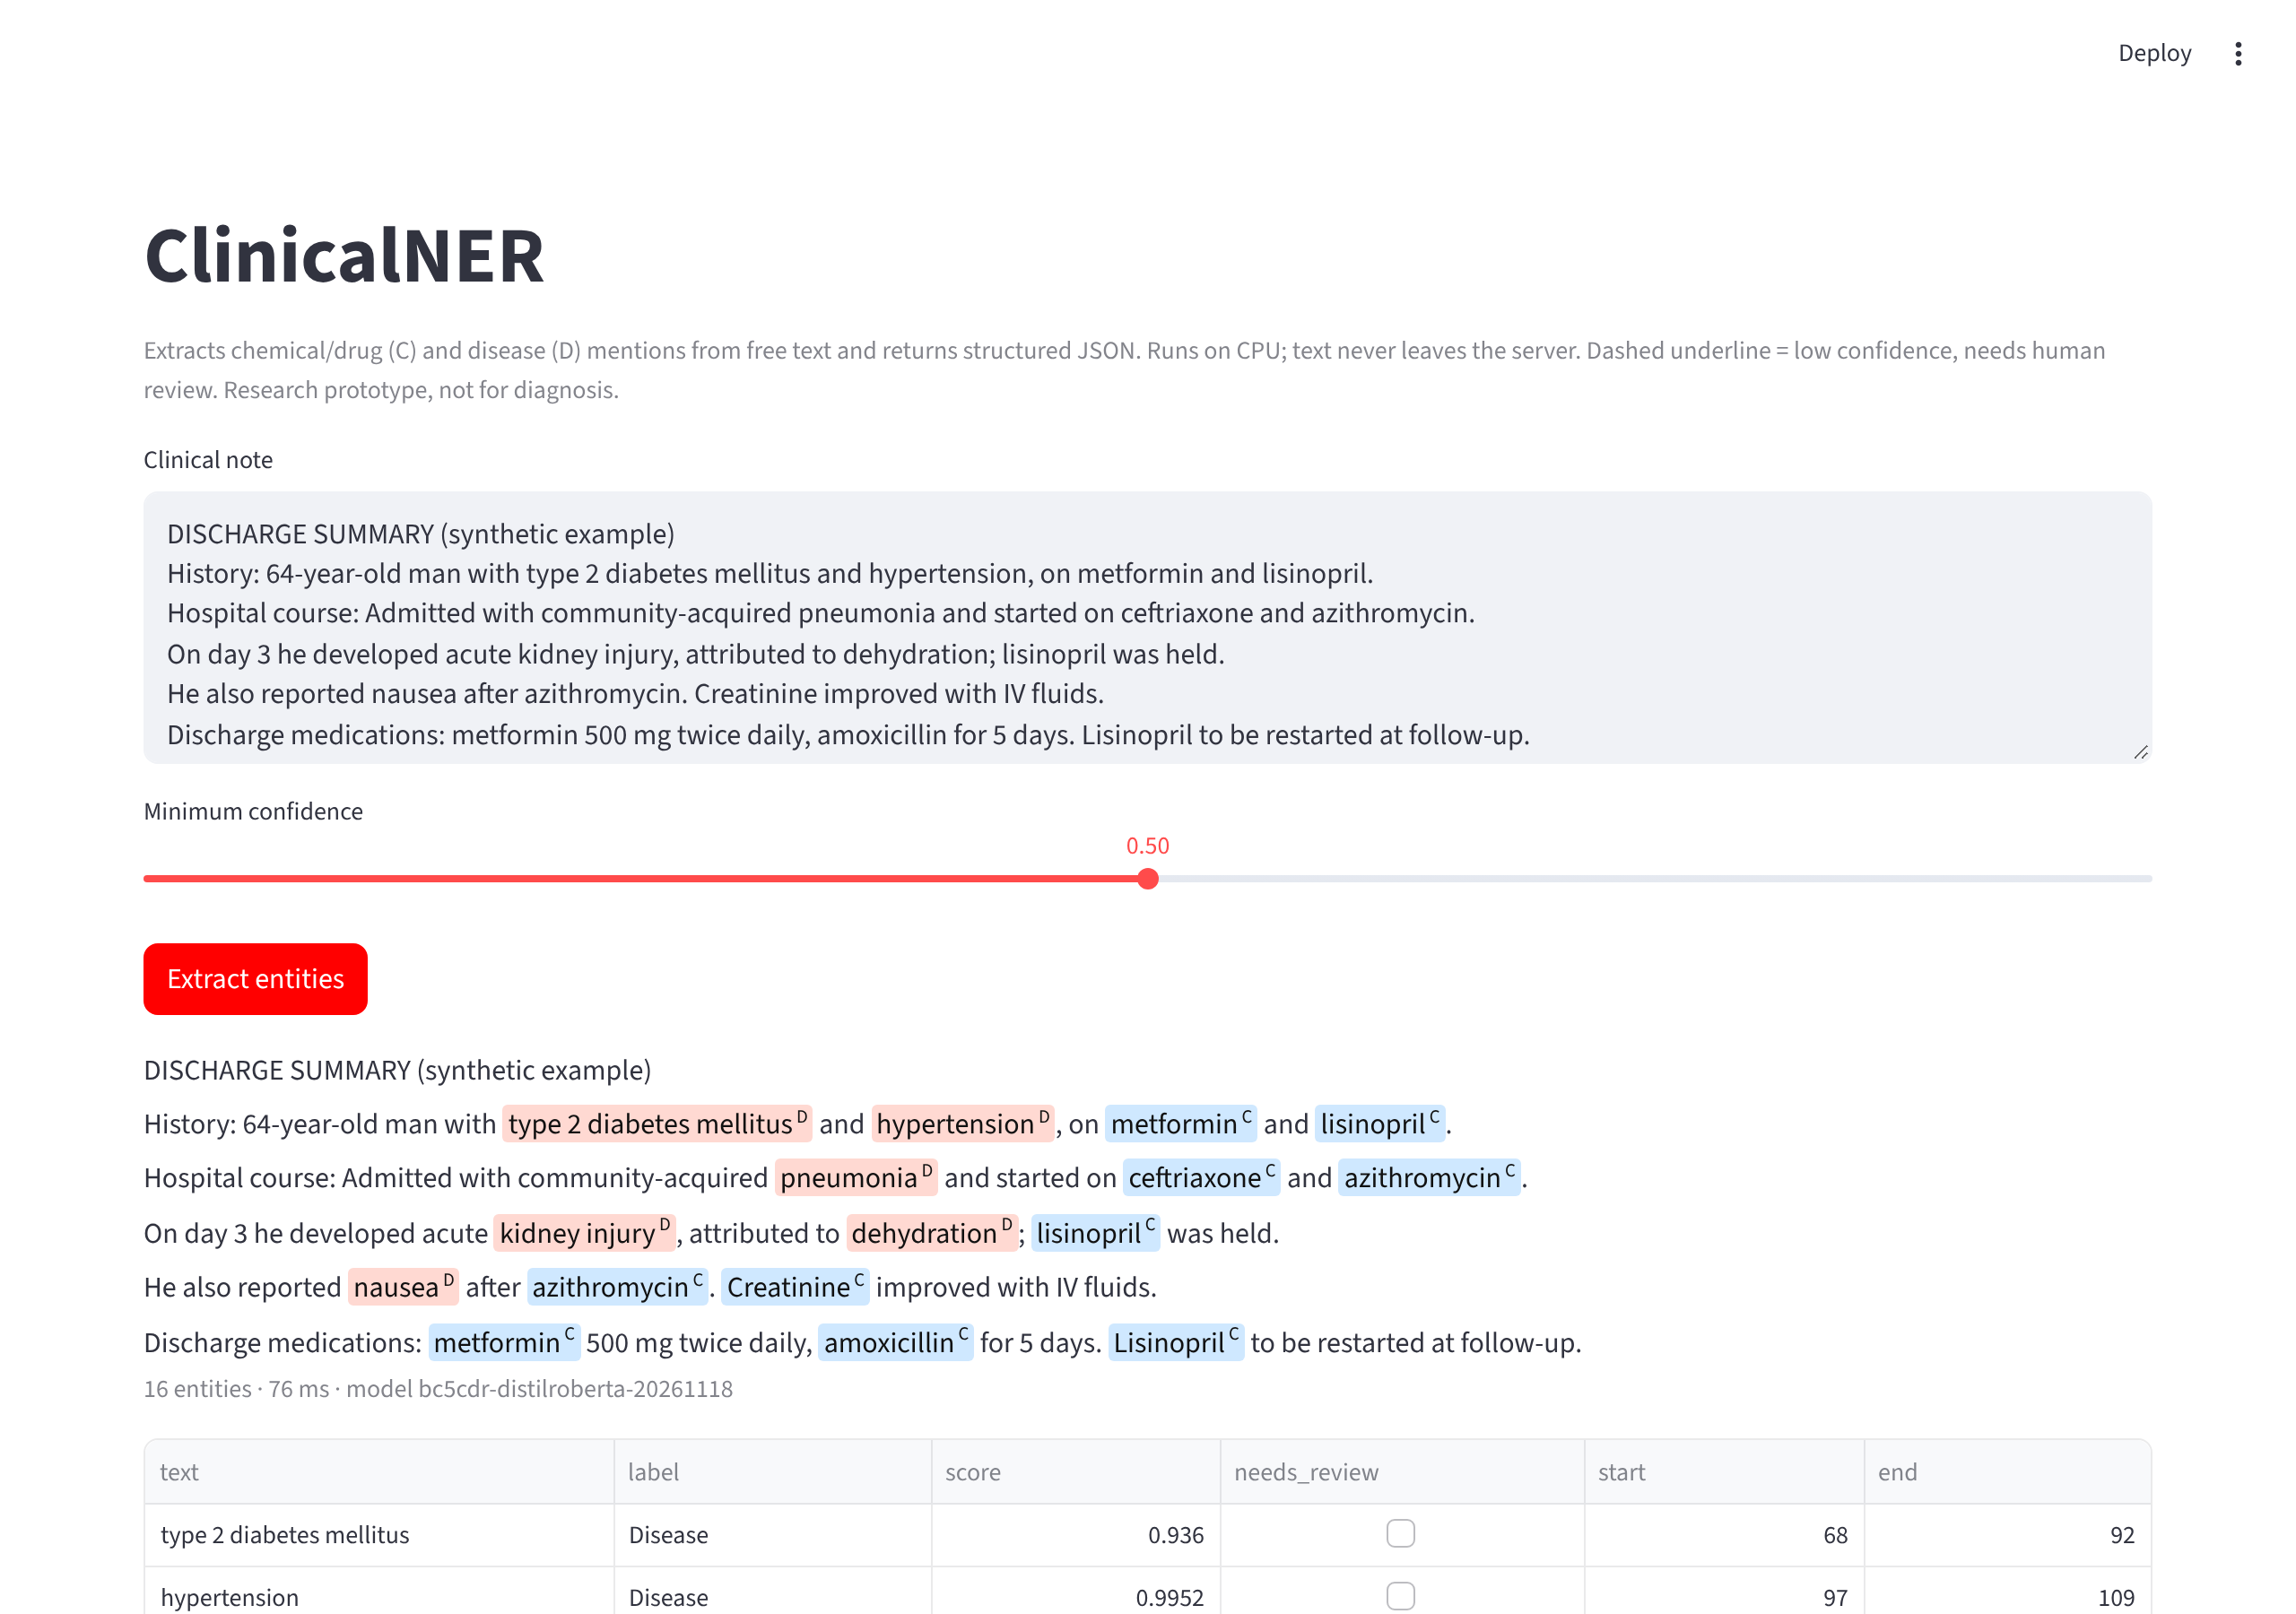 Deploy
ClinicalNER
Extracts chemical/drug (C) and disease (D) mentions from free text and returns structured JSON. Runs on CPU; text never leaves the server. Dashed underline = low confidence, needs human
review. Research prototype, not for diagnosis.
Clinical note
DISCHARGE SUMMARY (synthetic example)
History: 64-year-old man with type 2 diabetes mellitus and hypertension, on metformin and lisinopril.
Hospital course: Admitted with community-acquired pneumonia and started on ceftriaxone and azithromycin.
On day 3 he developed acute kidney injury, attributed to dehydration; lisinopril was held.
He also reported nausea after azithromycin. Creatinine improved with IV fluids.
Discharge medications: metformin 500 mg twice daily, amoxicillin for 5 days. Lisinopril to be restarted at follow-up.
Minimum confidence
0.50
Extract entities
DISCHARGE SUMMARY (synthetic example)
History: 64-year-old man with type 2 diabetes mellitus D and hypertension D, on metformin C and lisinopril C.
Hospital course: Admitted with community-acquired pneumonia D and started on ceftriaxone C and azithromycin C.
On day 3 he developed acute kidney injury D, attributed to dehydration D; lisinopril C was held.
He also reported nausea D after azithromycin C. Creatinine C improved with IV fluids.
Discharge medications: metformin C 500 mg twice daily, amoxicillin C for 5 days. Lisinopril C to be restarted at follow-up.
16 entities · 76 ms · model bc5cdr-distilroberta-20261118
text label score needs_review start end
type 2 diabetes mellitus Disease 0.936 68 92
hypertension Disease 0.9952 97 109